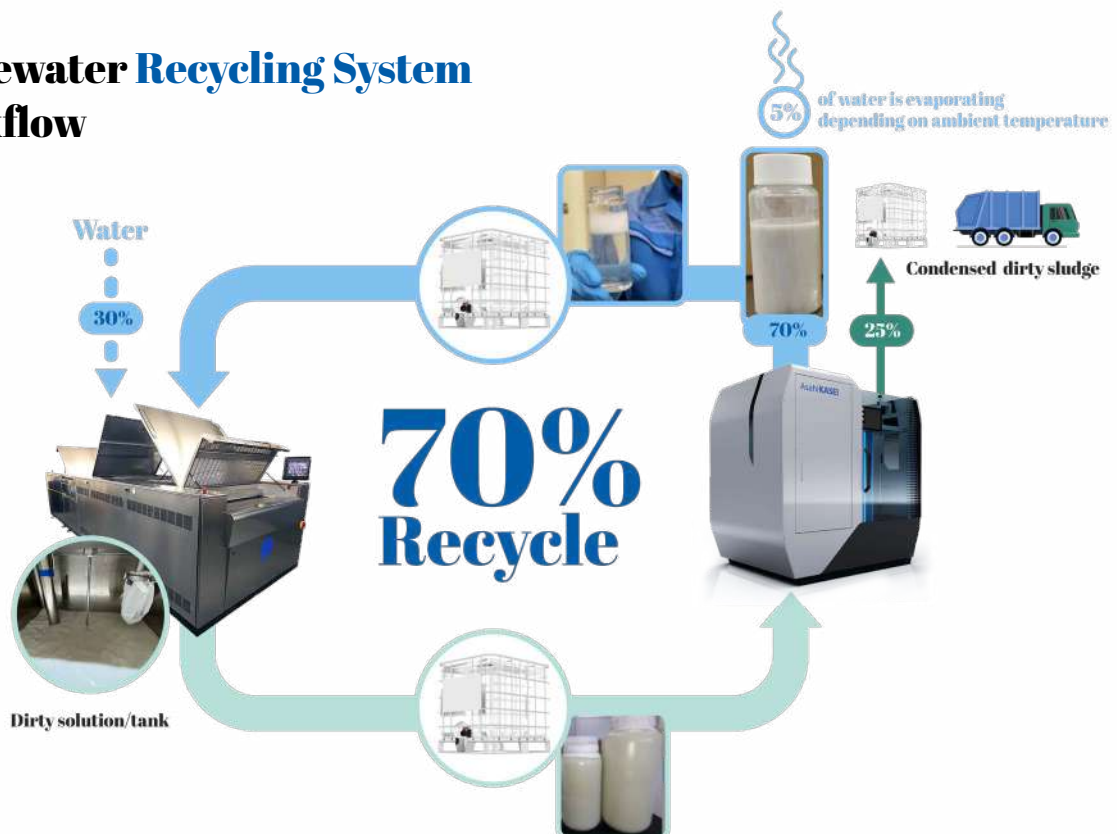 ewater Recycling System
flow
5%
of water is evaporating
depending on ambient temperature
Water
30%
70%
25%
Condensed dirty sludge
AsahiKASEI
70%
Recycle
Dirty solution/tank